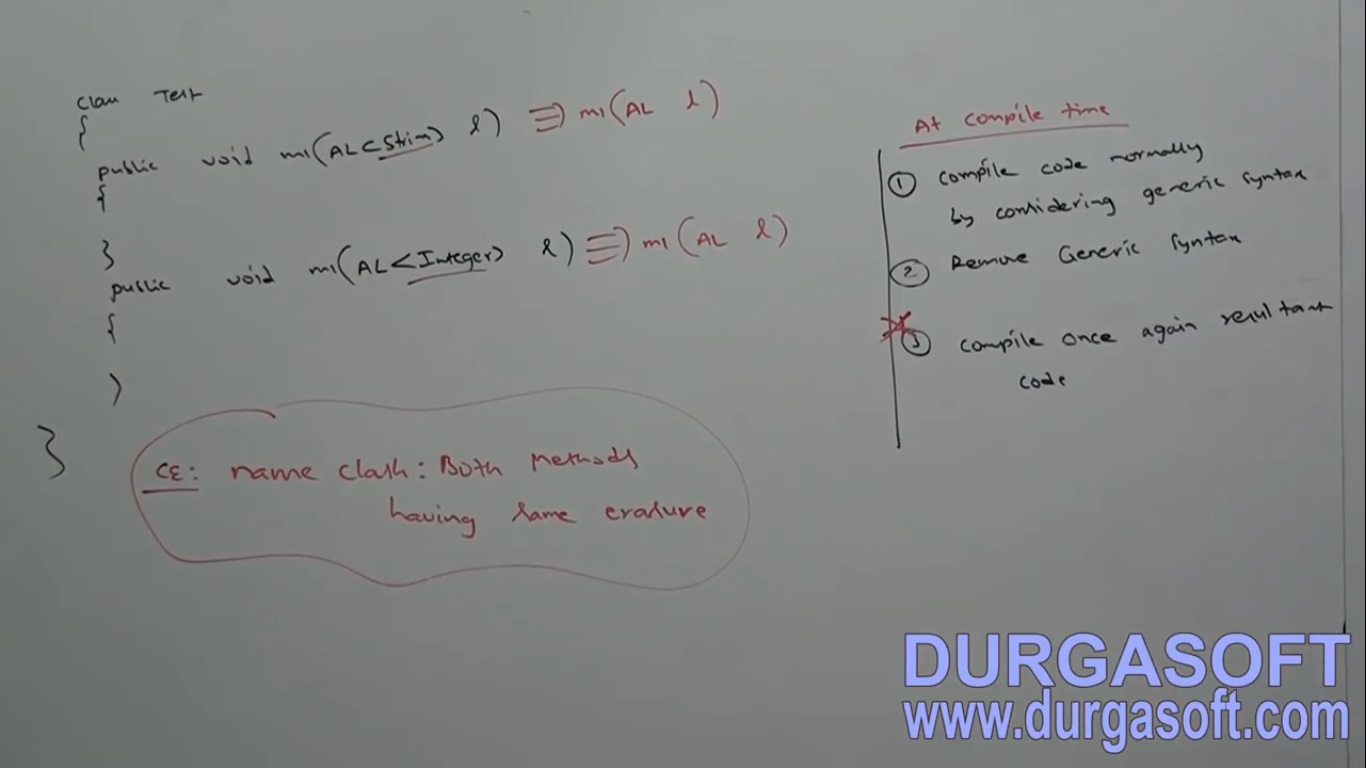 class Test
{
public void m1(AL<String> l) ≡ m1(AL l)
{
}
public void m1(AL<Integer> l) ≡ m1(AL l)
{
}
}
CE: name clash: Both Methods
having same erasure
At compile time
① compile code normally
by considering generic syntax
② Remove Generic syntax
③ compile once again resultant
code
DURGASOFT
www.durgasoft.com